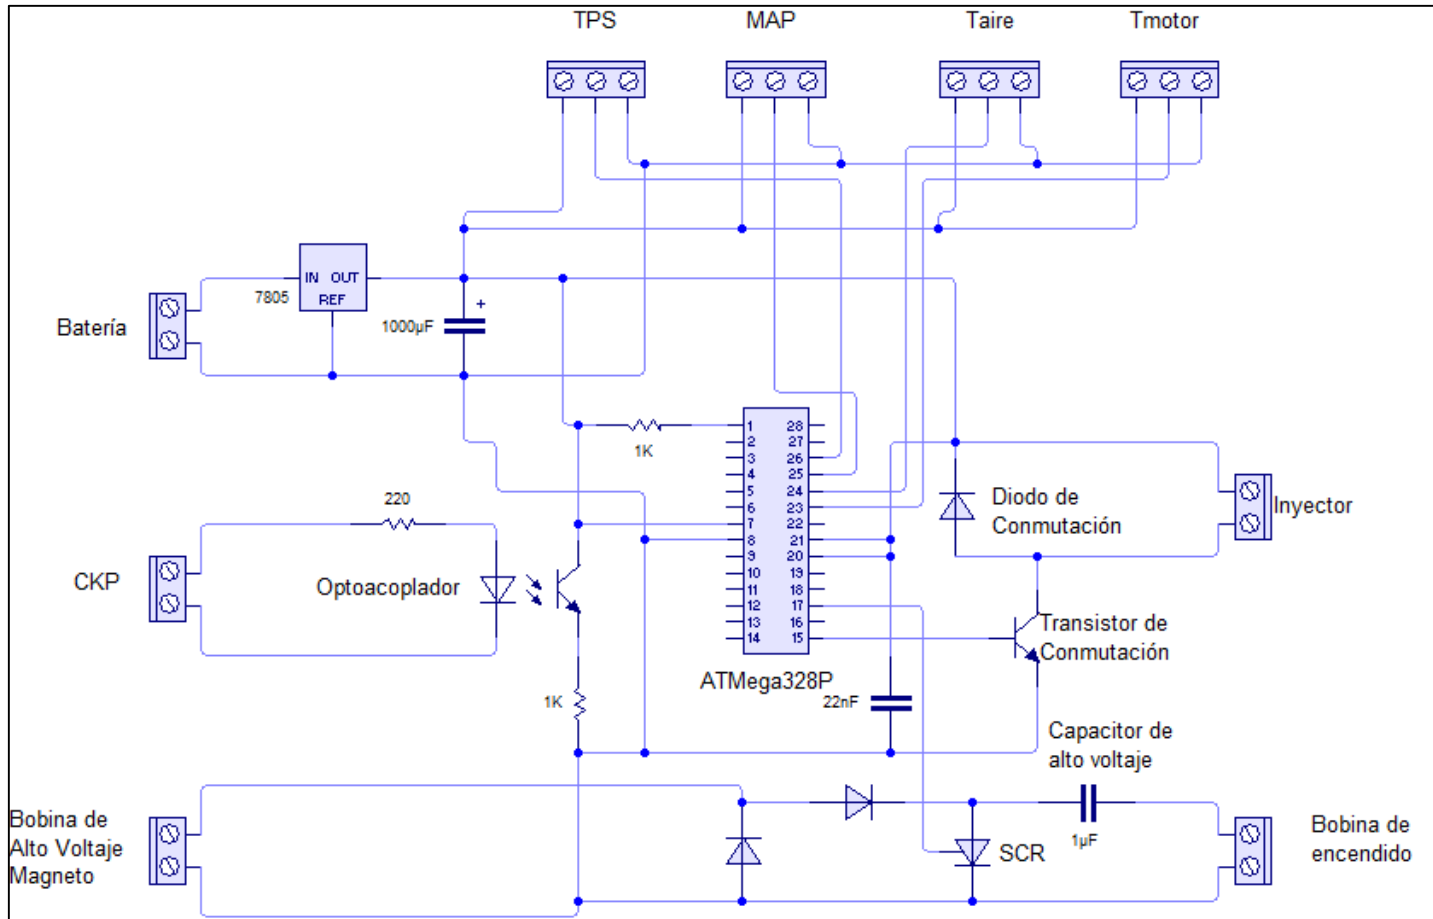 TPS MAP Taire Tmotor
IN OUT
REF
7805
+
1000µF
Batería
1K
1 28
2 27
3 26
4 25
5 24
6 23
7 22
8 21
9 20
10 19
11 18
12 17
13 16
14 15
ATMega328P
220
CKP
Optoacoplador
1K
22nF
Diodo de
Conmutación
Inyector
Transistor de
Conmutación
Capacitor de
alto voltaje
1µF
SCR
Bobina de
Alto Voltaje
Magneto
Bobina de
encendido